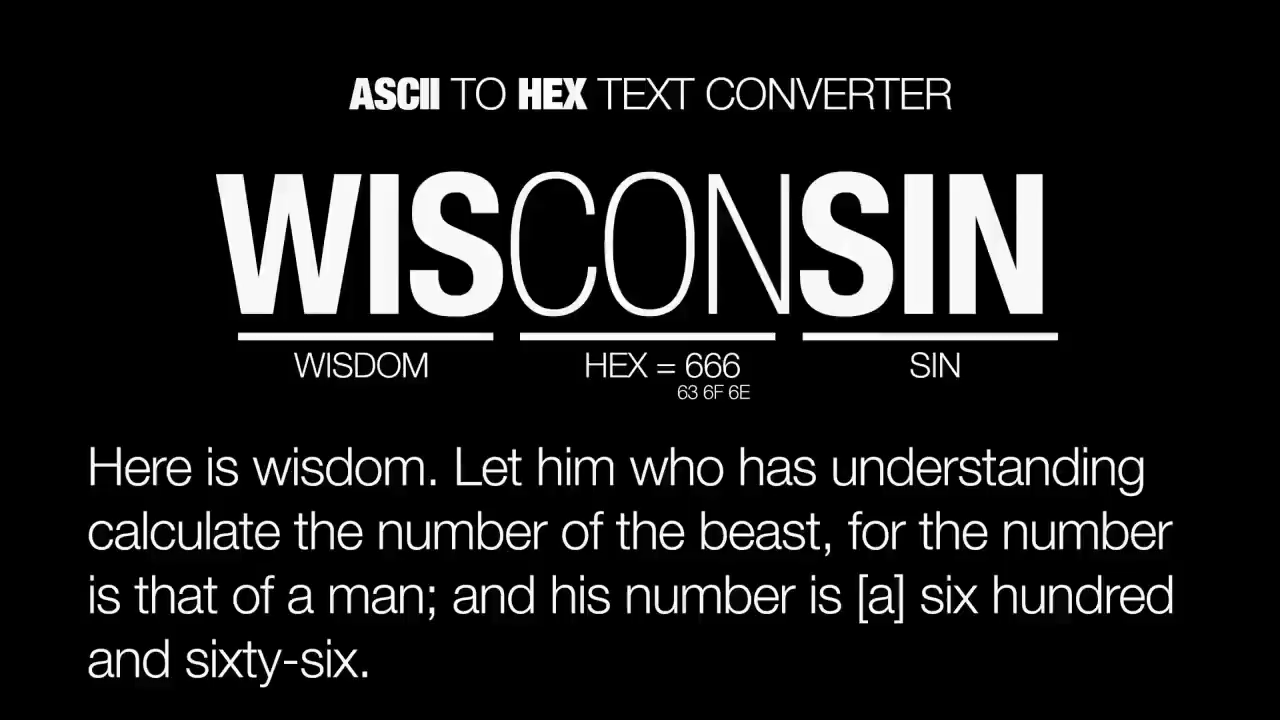 ASCII TO HEX TEXT CONVERTER
WISCONSIN
WISDOM HEX = 666 SIN
63 6F 6E
Here is wisdom. Let him who has understanding
calculate the number of the beast, for the number
is that of a man; and his number is [a] six hundred
and sixty-six.